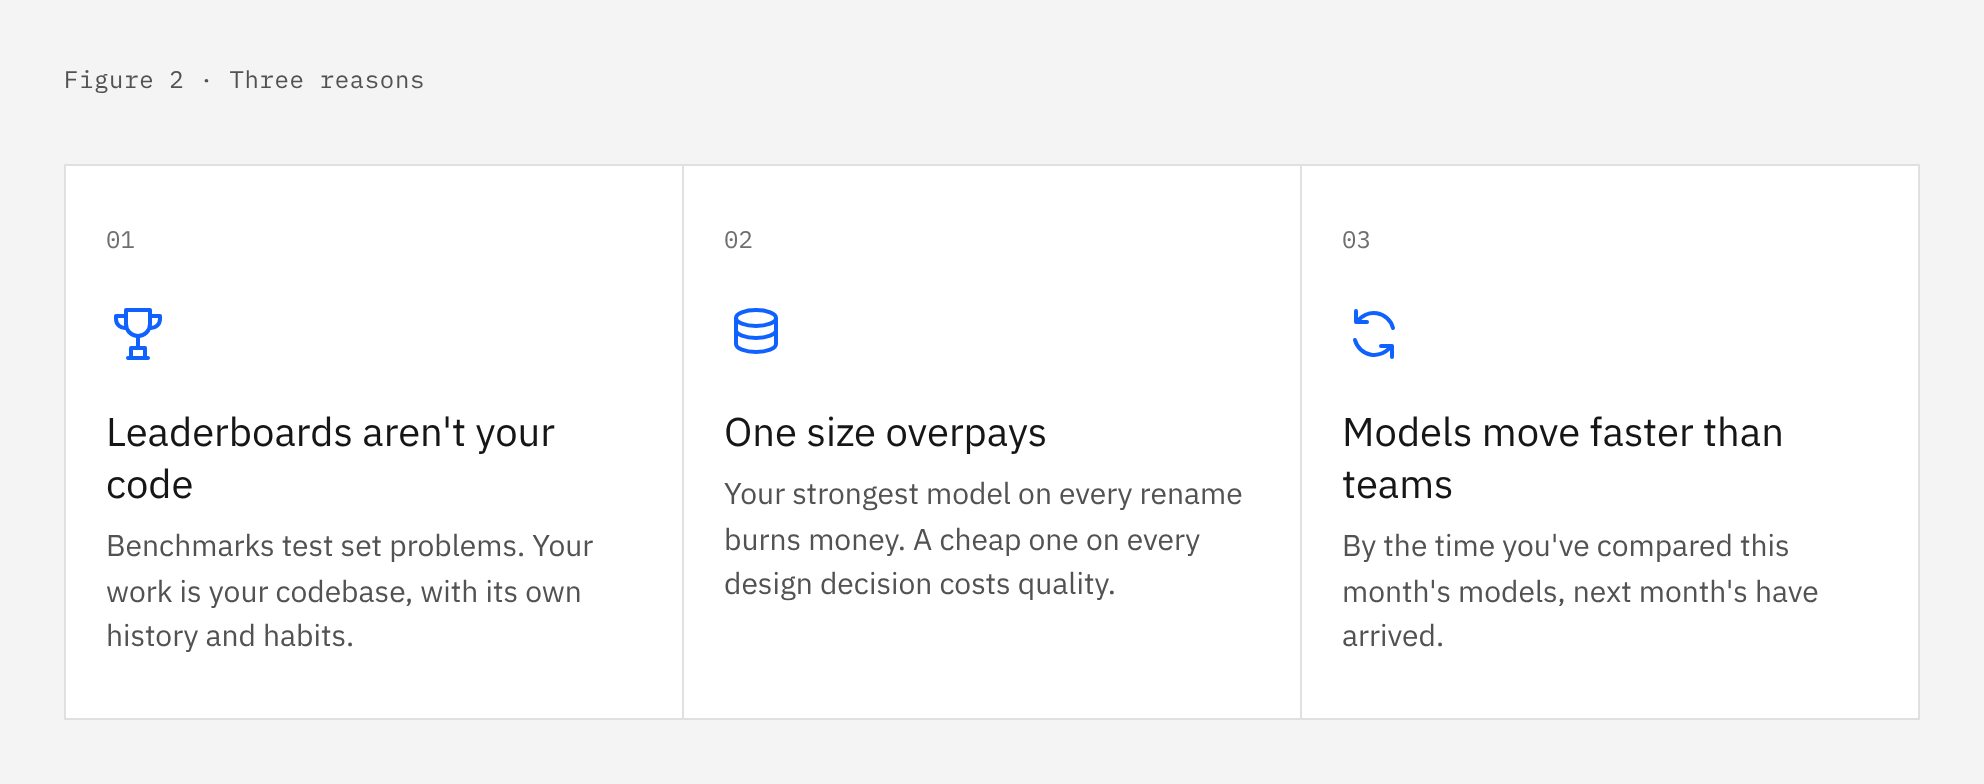 Figure 2 · Three reasons
01
Leaderboards aren't your
code
Benchmarks test set problems. Your
work is your codebase, with its own
history and habits.
02
One size overpays
Your strongest model on every rename
burns money. A cheap one on every
design decision costs quality.
03
Models move faster than
teams
By the time you've compared this
month's models, next month's have
arrived.